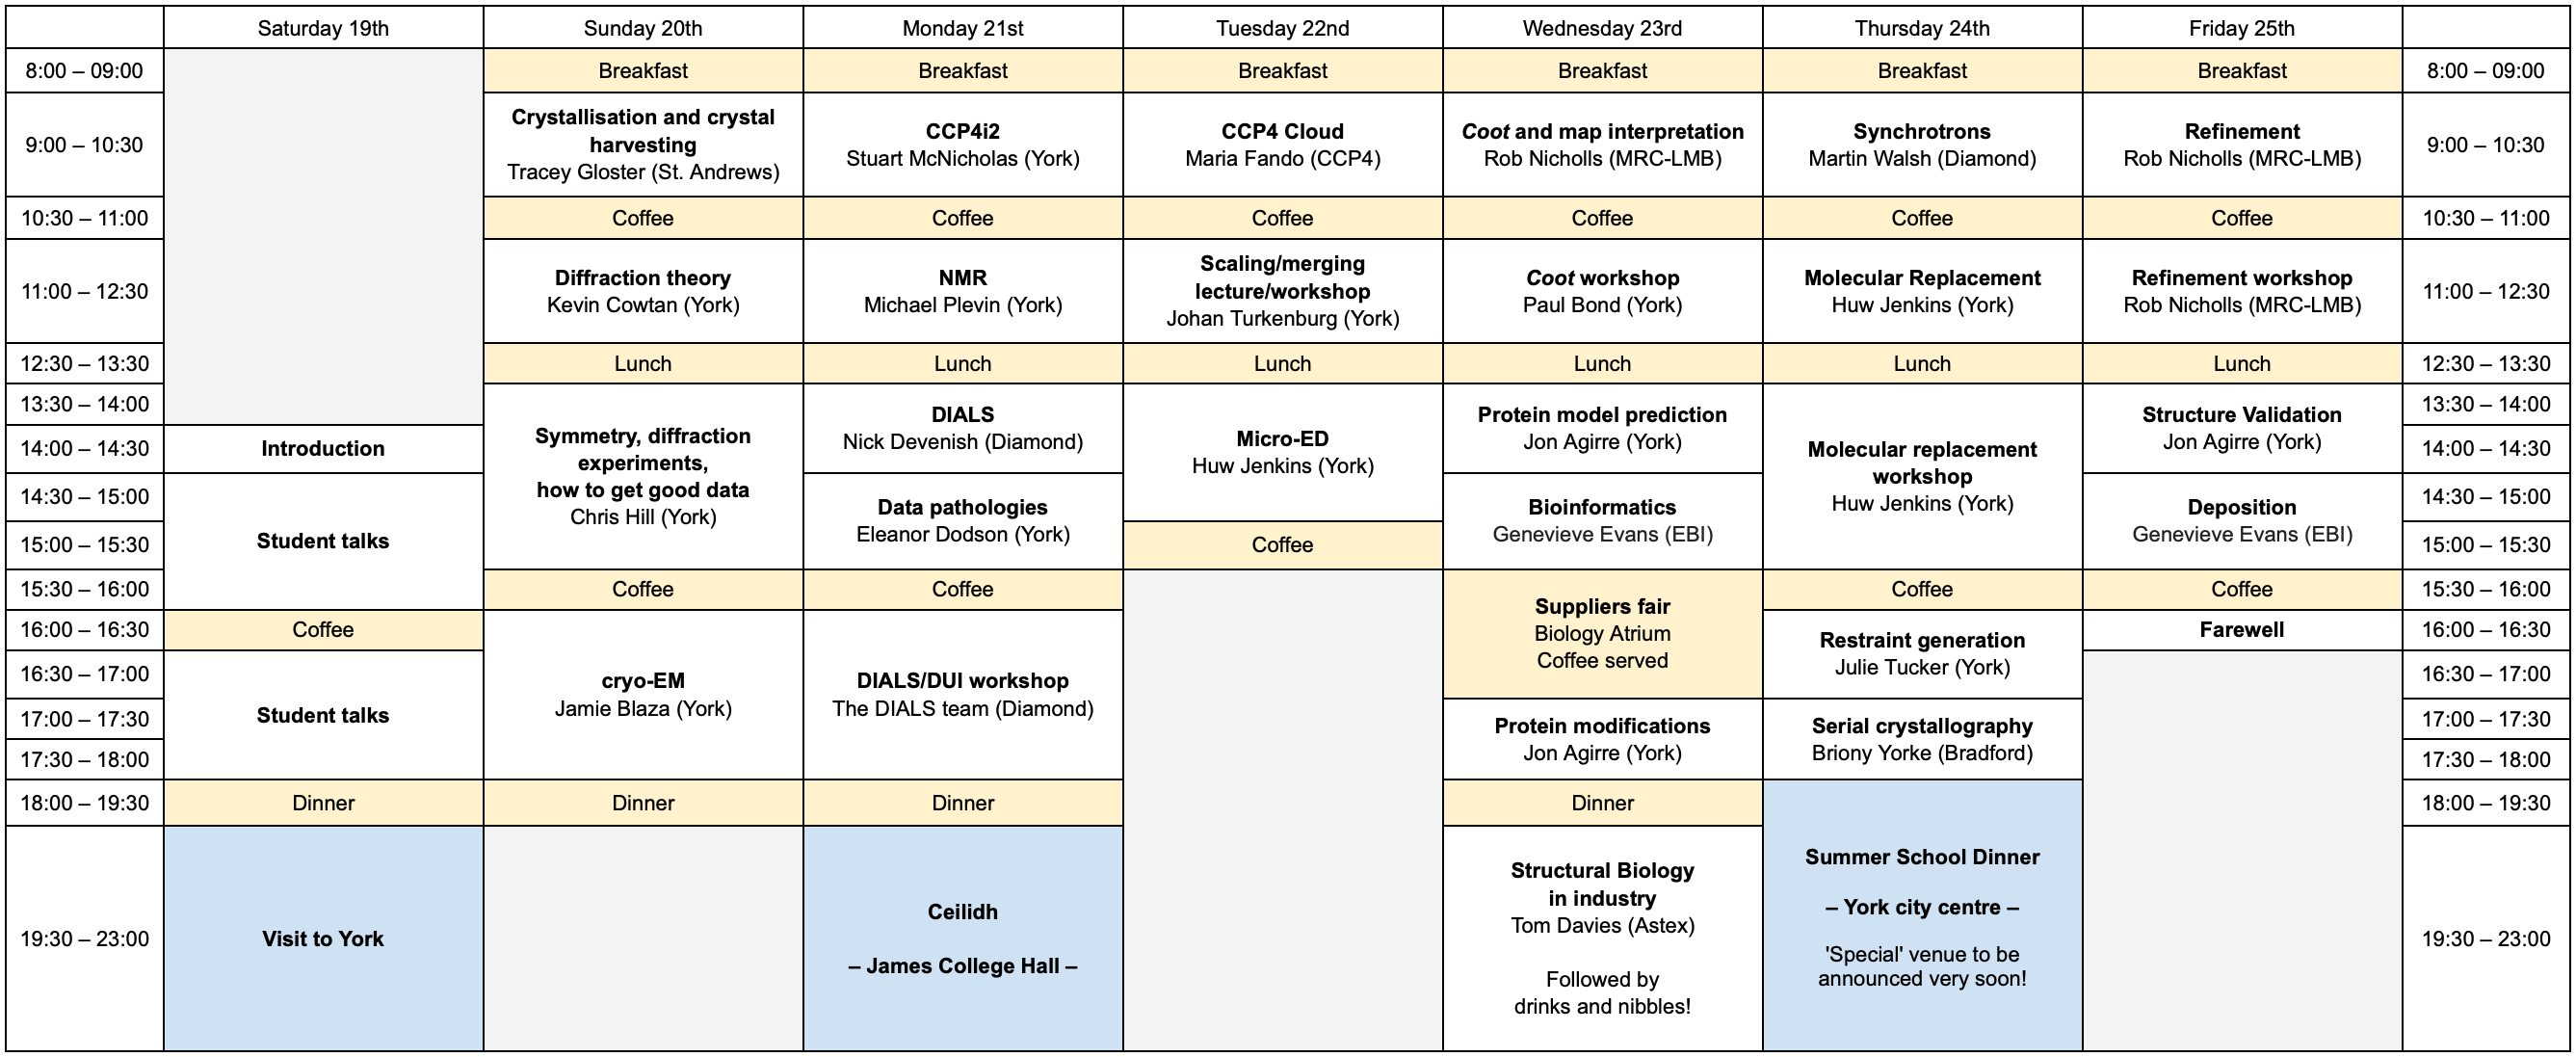 Saturday 19th Sunday 20th Monday 21st Tuesday 22nd Wednesday 23rd Thursday 24th Friday 25th
8:00 – 09:00 Breakfast Breakfast Breakfast Breakfast Breakfast Breakfast 8:00 – 09:00
9:00 – 10:30
Crystallisation and crystal
harvesting
Tracey Gloster (St. Andrews)
CCP4i2
Stuart McNicholas (York)
CCP4 Cloud
Maria Fando (CCP4)
Coot and map interpretation
Rob Nicholls (MRC-LMB)
Synchrotrons
Martin Walsh (Diamond)
Refinement
Rob Nicholls (MRC-LMB)
9:00 – 10:30
10:30 – 11:00 Coffee Coffee Coffee Coffee Coffee Coffee 10:30 – 11:00
11:00 – 12:30
Diffraction theory
Kevin Cowtan (York)
NMR
Michael Plevin (York)
Scaling/merging
lecture/workshop
Johan Turkenburg (York)
Coot workshop
Paul Bond (York)
Molecular Replacement
Huw Jenkins (York)
Refinement workshop
Rob Nicholls (MRC-LMB)
11:00 – 12:30
12:30 – 13:30 Lunch Lunch Lunch Lunch Lunch Lunch 12:30 – 13:30
13:30 – 14:00
14:00 – 14:30
14:30 – 15:00
15:00 – 15:30
15:30 – 16:00
16:00 – 16:30
16:30 – 17:00
17:00 – 17:30
17:30 – 18:00
18:00 – 19:30
19:30 – 23:00
Introduction
Student talks
Coffee
Student talks
Dinner
Visit to York
Symmetry, diffraction
experiments,
how to get good data
Chris Hill (York)
Coffee
cryo-EM
Jamie Blaza (York)
Dinner
DIALS
Nick Devenish (Diamond)
Data pathologies
Eleanor Dodson (York)
Coffee
DIALS/DUI workshop
The DIALS team (Diamond)
Dinner
Ceilidh
– James College Hall –
Micro-ED
Huw Jenkins (York)
Coffee
Protein model prediction
Jon Agirre (York)
Bioinformatics
Genevieve Evans (EBI)
Suppliers fair
Biology Atrium
Coffee served
Protein modifications
Jon Agirre (York)
Dinner
Structural Biology
in industry
Tom Davies (Astex)
Followed by
drinks and nibbles!
Molecular replacement
workshop
Huw Jenkins (York)
Coffee
Restraint generation
Julie Tucker (York)
Serial crystallography
Briony Yorke (Bradford)
Summer School Dinner
– York city centre –
'Special' venue to be
announced very soon!
Structure Validation
Jon Agirre (York)
Deposition
Genevieve Evans (EBI)
Coffee
Farewell
13:30 – 14:00
14:00 – 14:30
14:30 – 15:00
15:00 – 15:30
15:30 – 16:00
16:00 – 16:30
16:30 – 17:00
17:00 – 17:30
17:30 – 18:00
18:00 – 19:30
19:30 – 23:00